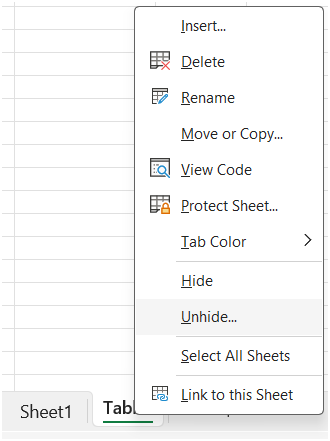 Insert...
Delete
Rename
Move or Copy...
View Code
Protect Sheet...
Tab Color
Hide
Unhide...
Select All Sheets
Link to this Sheet
Sheet1